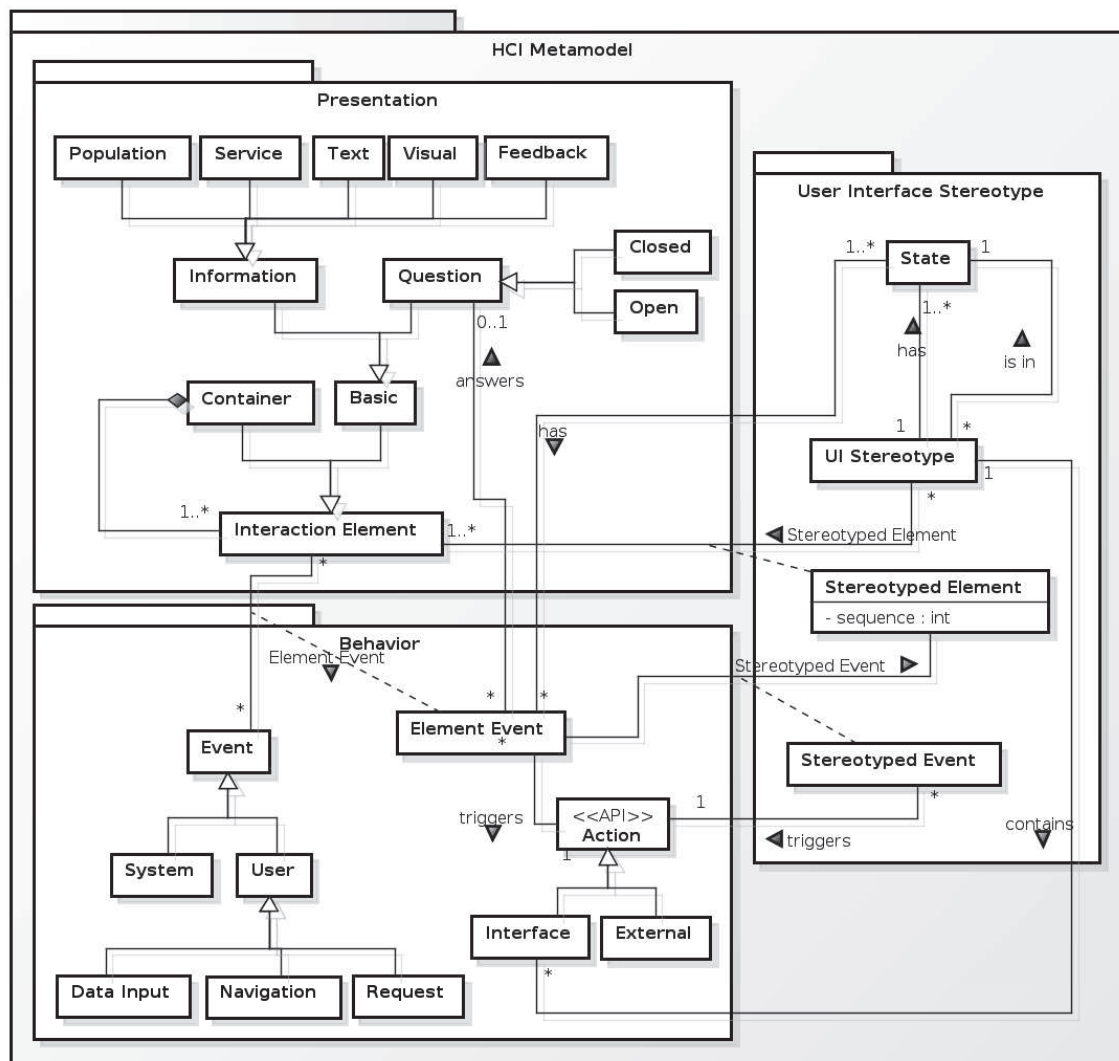 HCI Metamodel
Presentation
Population
Service
Text
Visual
Feedback
Information
Question
Closed
Open
0..1
answers
Container
Basic
has
1..*
Interaction Element
1..*
*
User Interface Stereotype
1..*
State
1
1..*
has
is in
1
*
UI Stereotype
1
*
Stereotyped Element
Stereotyped Element
- sequence : int
Behavior
Element Event
Stereotyped Event
*
*
*
Element Event
*
Event
Stereotyped Event
triggers
<<API>>
Action
1
1
*
triggers
contains
System
User
Interface
External
*
Data Input
Navigation
Request